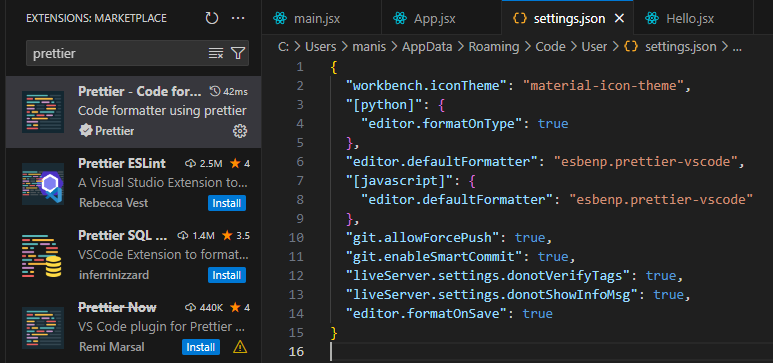 EXTENSIONS: MARKETPLACE
prettier
Prettier - Code for... 42ms
Code formatter using prettier
Prettier
Prettier ESLint 2.5M 4
A Visual Studio Extension to...
Rebecca Vest Install
Prettier SQL ... 1.4M 3.5
VSCode Extension to format...
inferrinizzard Install
Prettier Now 440K 4
VS Code plugin for Prettier ...
Remi Marsal Install
main.jsx App.jsx settings.json Hello.jsx
C: > Users > manis > AppData > Roaming > Code > User > {} settings.json > ...
1 {
2 "workbench.iconTheme": "material-icon-theme",
3 "[python]": {
4 "editor.formatOnType": true
5 },
6 "editor.defaultFormatter": "esbenp.prettier-vscode",
7 "[javascript]": {
8 "editor.defaultFormatter": "esbenp.prettier-vscode"
9 },
10 "git.allowForcePush": true,
11 "git.enableSmartCommit": true,
12 "liveServer.settings.donotVerifyTags": true,
13 "liveServer.settings.donotShowInfoMsg": true,
14 "editor.formatOnSave": true
15 }
16